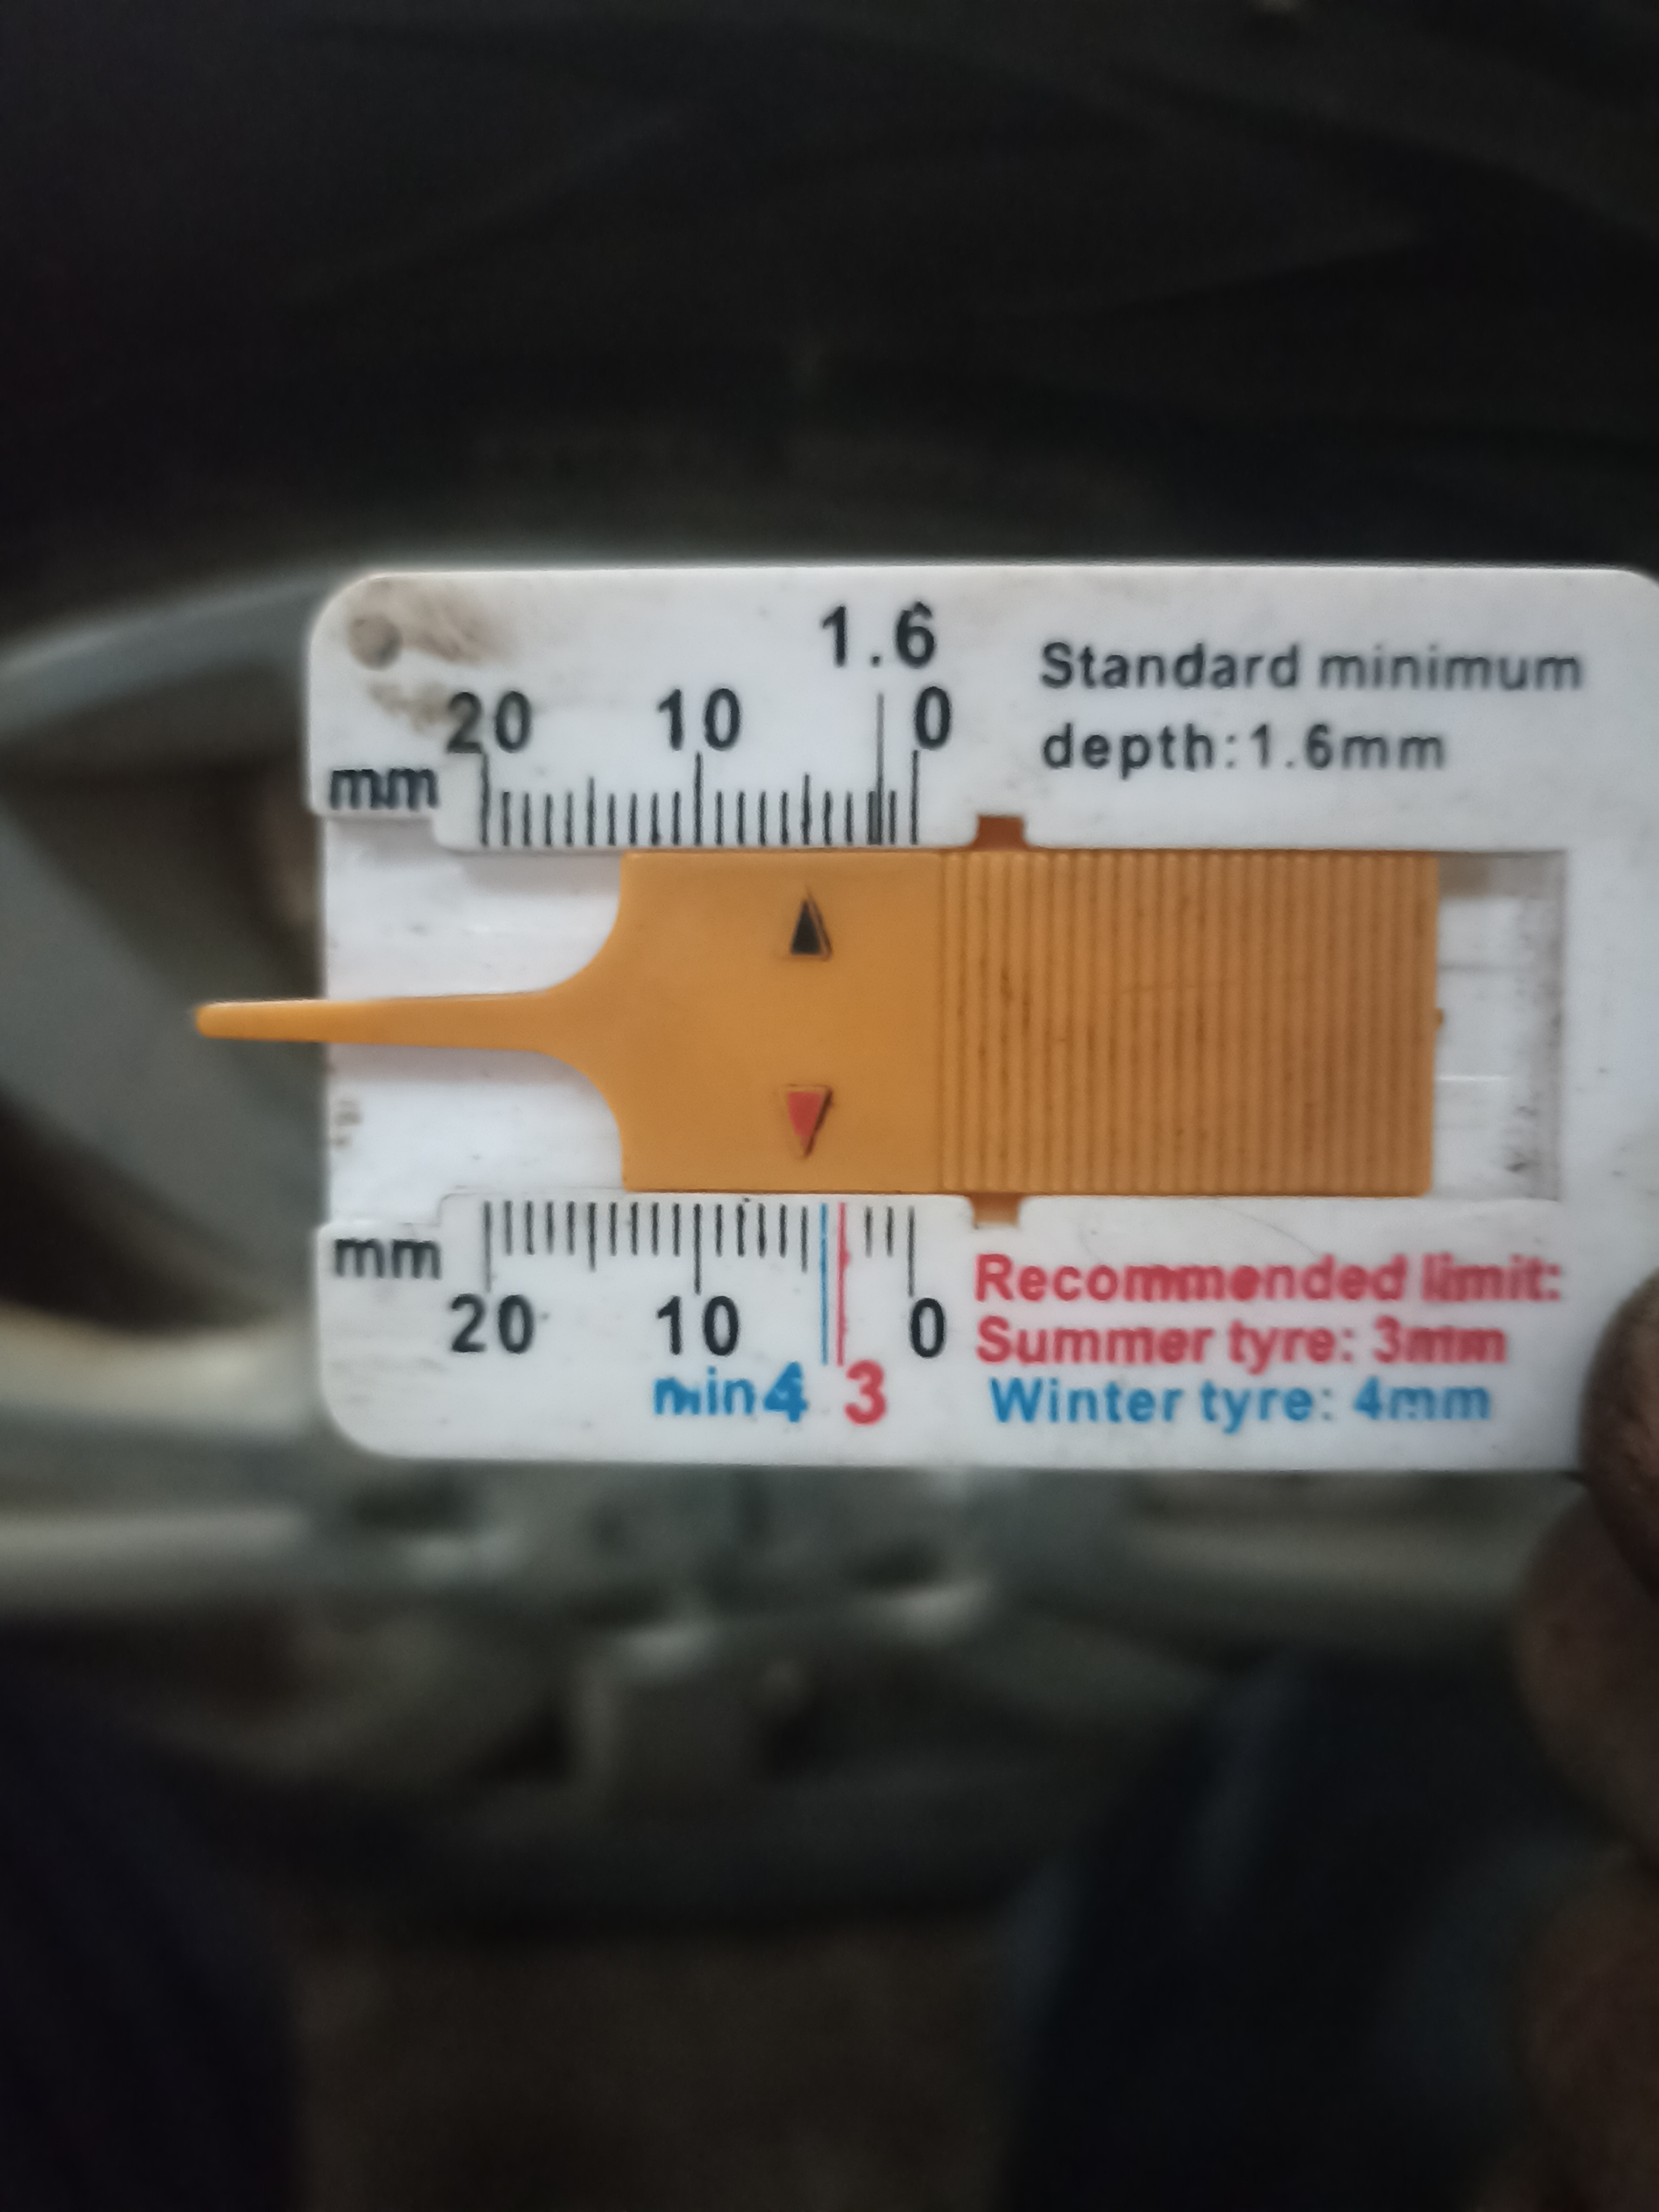 1.6
20 10 0
mm
Standard minimum
depth:1.6mm
mm
20 10 0
min4 3
Recommended limit:
Summer tyre: 3mm
Winter tyre: 4mm